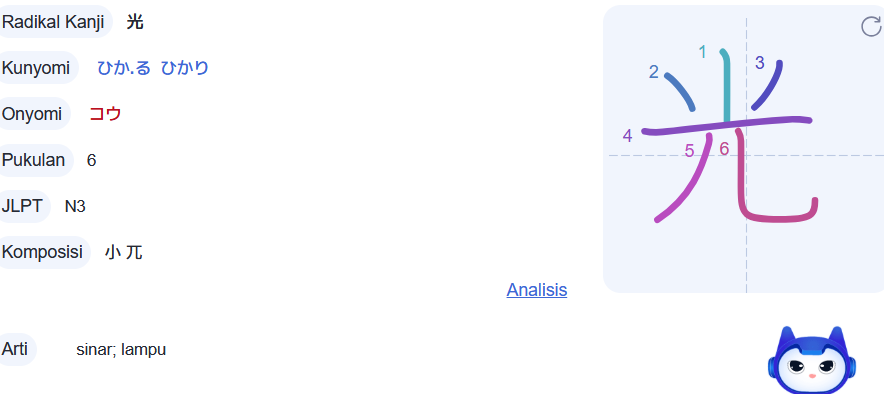 Radikal Kanji 光
Kunyomi ひか.る ひかり
Onyomi コウ
Pukulan 6
JLPT N3
Komposisi 小 兀
Analisis
Arti sinar; lampu
1
2
3
4
5
6